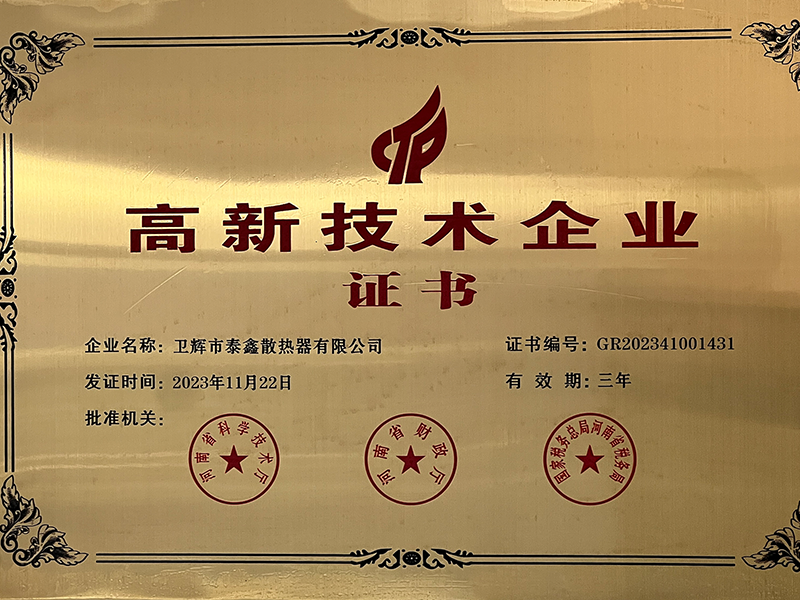 高新技术企业
证书
企业名称：卫辉市泰鑫散热器有限公司
证书编号：GR202341001431
发证时间：2023年11月22日
有 效 期：三年
批准机关：
河南省科学技术厅
河南省财政厅
国家税务总局河南省税务局